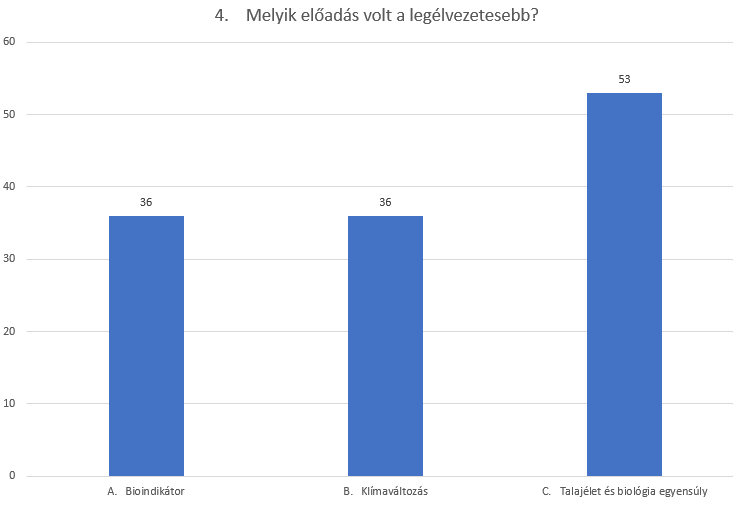 4. Melyik előadás volt a legélvezetesebb?
60
50
40
30
20
10
0
36
36
53
A. Bioindikátor
B. Klímaváltozás
C. Talajélet és biológia egyensúly